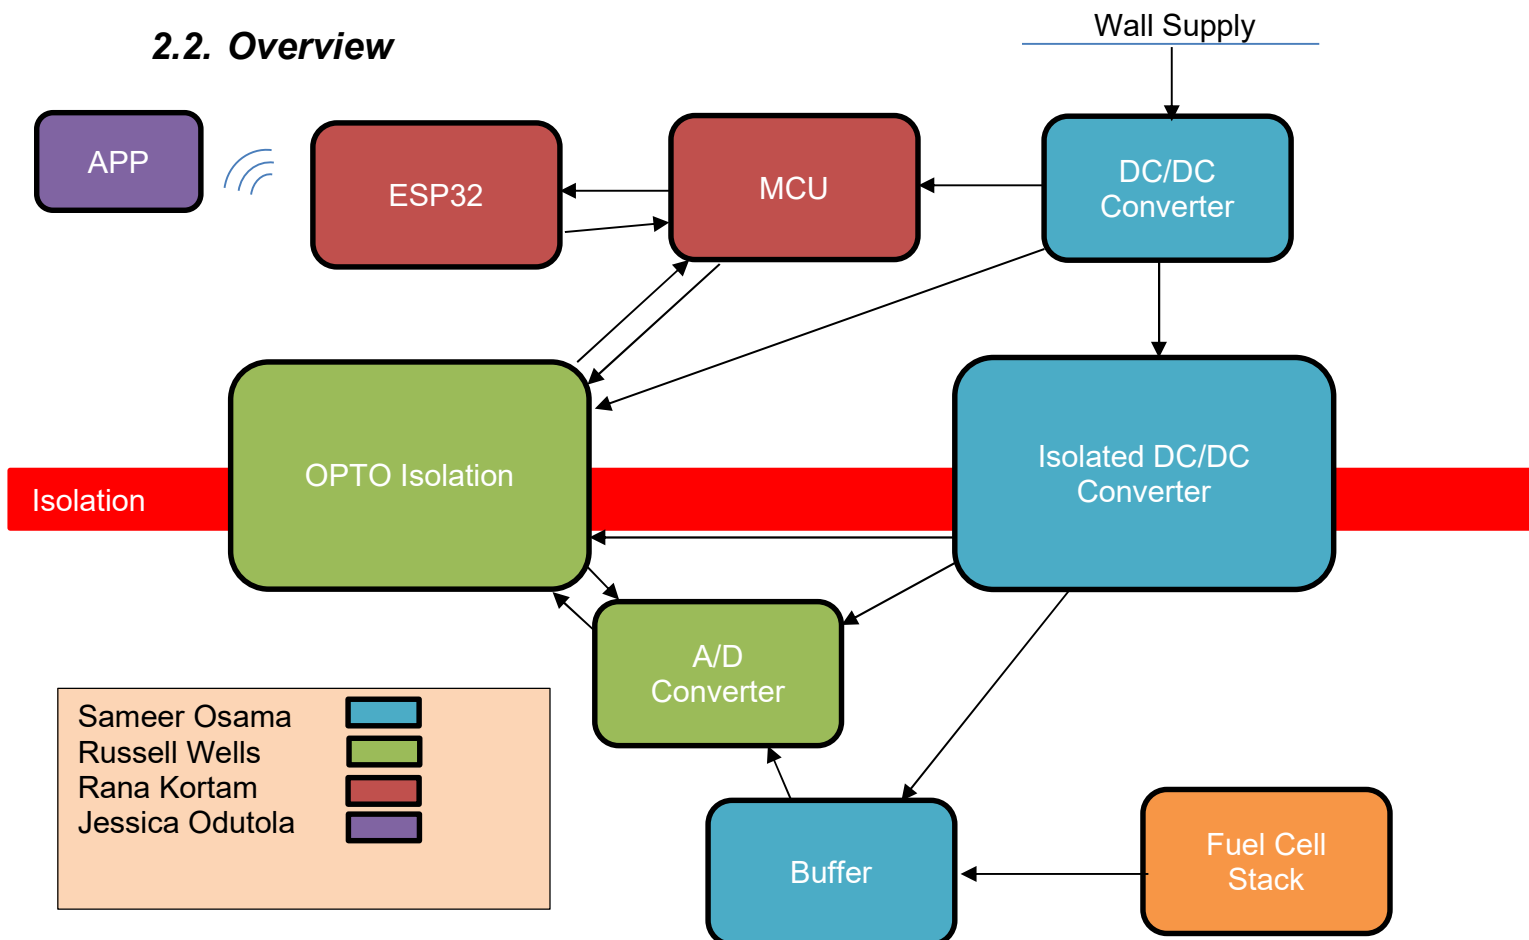 2.2. Overview
Wall Supply
APP
ESP32
MCU
DC/DC
Converter
OPTO Isolation
Isolated DC/DC
Converter
Isolation
A/D
Converter
Sameer Osama
Russell Wells
Rana Kortam
Jessica Odutola
Buffer
Fuel Cell
Stack